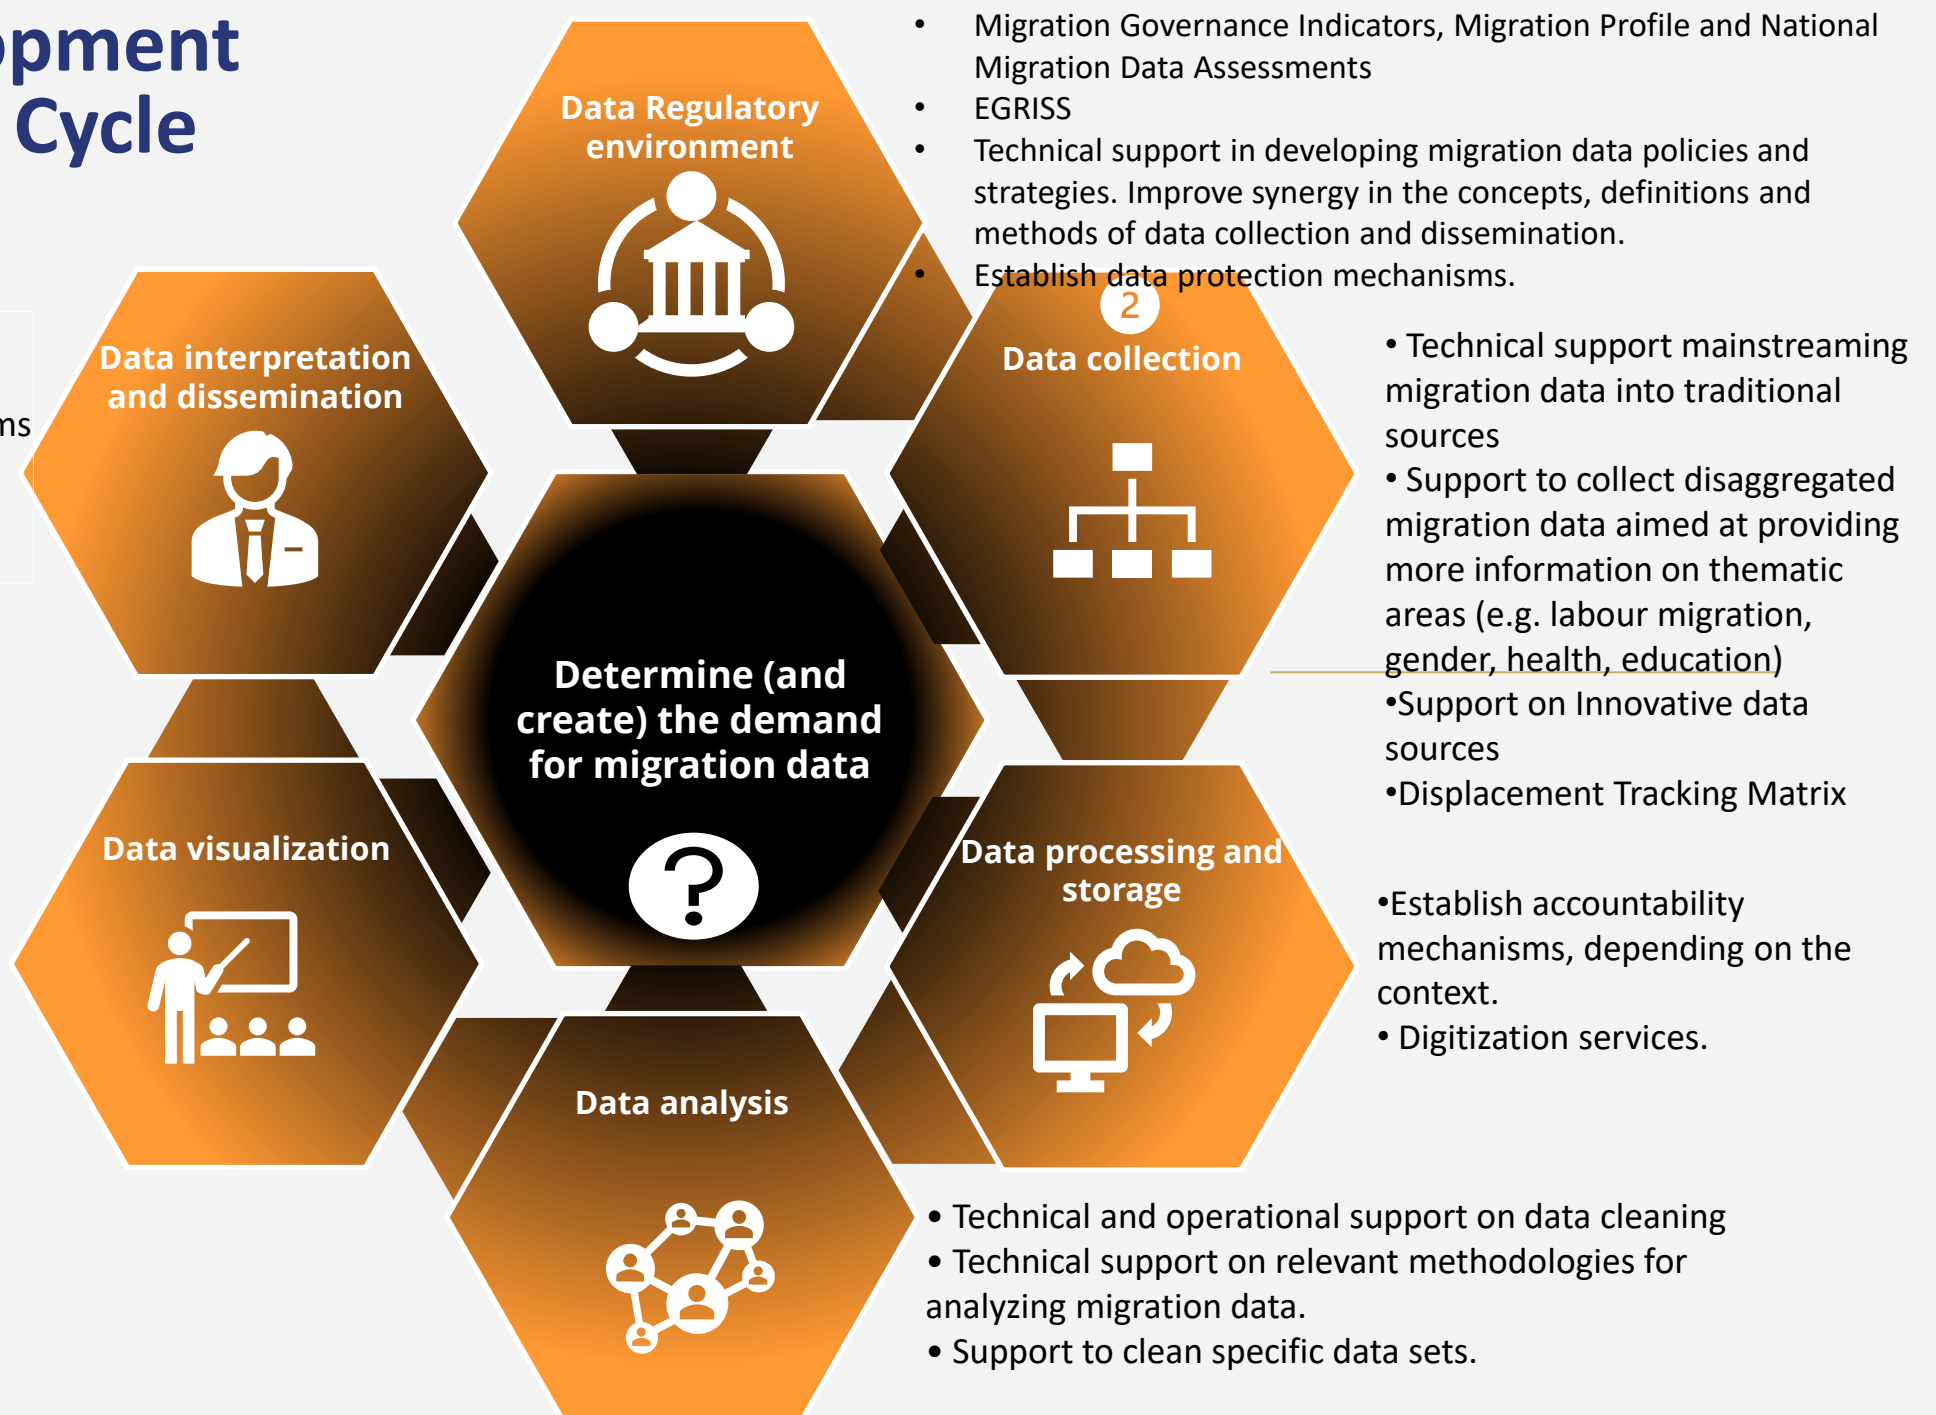 Cycle
• Migration Governance Indicators, Migration Profile and National
Migration Data Assessments
• EGRISS
• Technical support in developing migration data policies and
strategies. Improve synergy in the concepts, definitions and
methods of data collection and dissemination.
• Establish data protection mechanisms.
Data Regulatory
environment
2
Data collection
• Technical support mainstreaming
migration data into traditional
sources
• Support to collect disaggregated
migration data aimed at providing
more information on thematic
areas (e.g. labour migration,
gender, health, education)
•Support on Innovative data
sources
•Displacement Tracking Matrix
Data interpretation
and dissemination
Determine (and
create) the demand
for migration data
?
Data processing and
storage
•Establish accountability
mechanisms, depending on the
context.
• Digitization services.
Data visualization
Data analysis
• Technical and operational support on data cleaning
• Technical support on relevant methodologies for
analyzing migration data.
• Support to clean specific data sets.